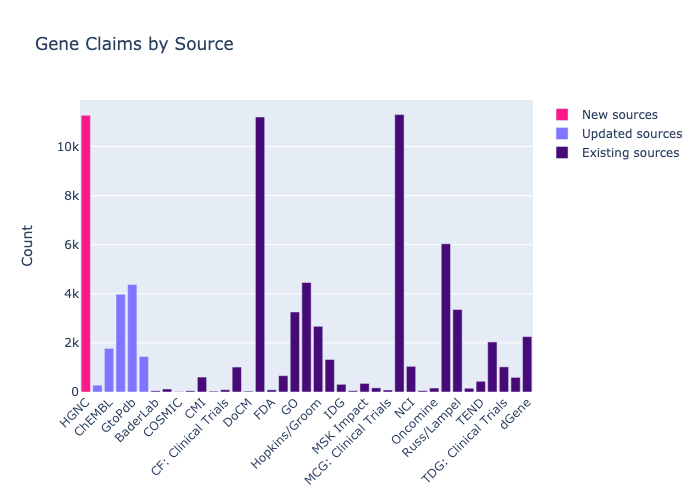 Gene Claims by Source
New sources
Updated sources
Existing sources
Count
10k
8k
6k
4k
2k
0
HGNC
ChEMBL
GtoPdb
BaderLab
COSMIC
CMI
CF: Clinical Trials
DoCM
FDA
GO
Hopkins/Groom
IDG
MSK Impact
MCG: Clinical Trials
NCI
Oncomine
Russ/Lampel
TEND
TDG: Clinical Trials
dGene